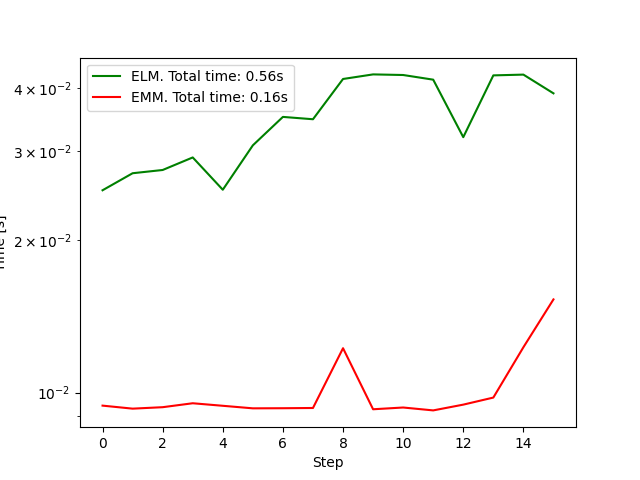 ELM. Total time: 0.56s
EMM. Total time: 0.16s
4 × 10⁻²
3 × 10⁻²
2 × 10⁻²
10⁻²
Time [s]
0 2 4 6 8 10 12 14
Step